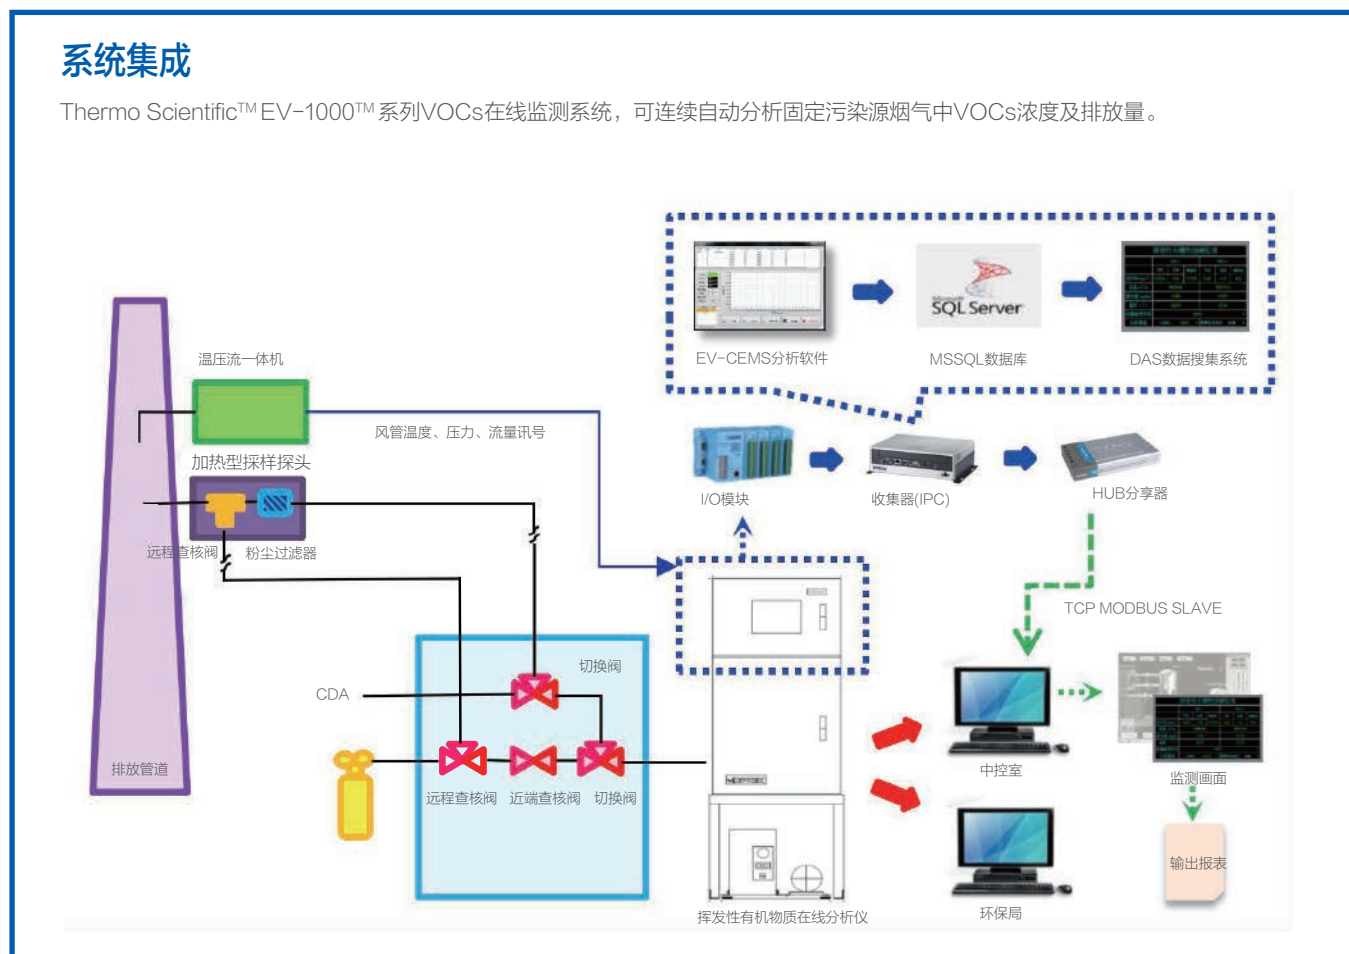 系统集成
Thermo Scientific™ EV-1000™ 系列VOCs在线监测系统，可连续自动分析固定污染源烟气中VOCs浓度及排放量。
Microsoft
SQL Server
EV-CEMS分析软件
MSSQL数据库
DAS数据搜集系统
温压流一体机
风管温度、压力、流量讯号
加热型採样探头
I/O模块
收集器(IPC)
HUB分享器
远程查核阀
粉尘过滤器
TCP MODBUS SLAVE
切换阀
CDA
排放管道
远程查核阀
近端查核阀
切换阀
中控室
监测画面
输出报表
挥发性有机物质在线分析仪
环保局